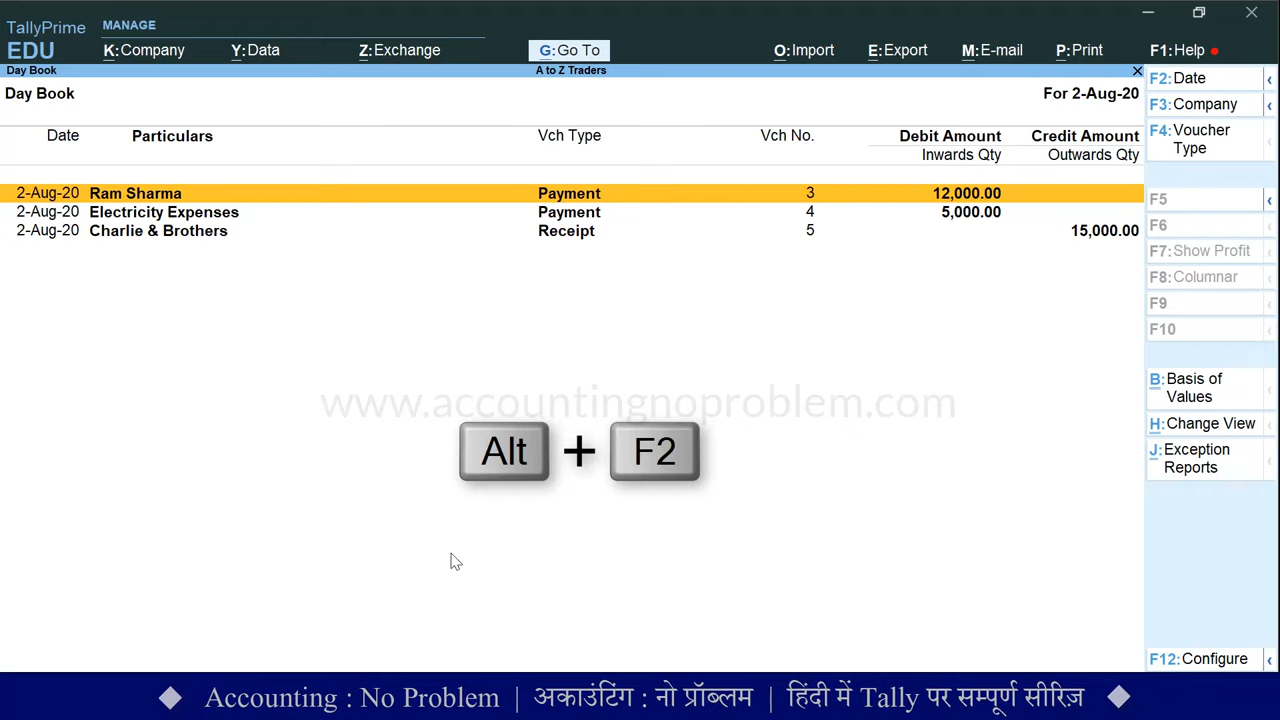 TallyPrime
EDU
MANAGE
K:Company Y:Data Z:Exchange G:Go To O:Import E:Export M:E-mail P:Print F1:Help
Day Book A to Z Traders
Day Book For 2-Aug-20
Date Particulars Vch Type Vch No. Debit Amount Credit Amount
Inwards Qty Outwards Qty
2-Aug-20 Ram Sharma Payment 3 12,000.00
2-Aug-20 Electricity Expenses Payment 4 5,000.00
2-Aug-20 Charlie & Brothers Receipt 5 15,000.00
www.accountingnoproblem.com
Alt + F2
F2:Date
F3:Company
F4:Voucher
Type
F5
F6
F7:Show Profit
F8:Columnar
F9
F10
B:Basis of
Values
H:Change View
J:Exception
Reports
F12:Configure
Accounting : No Problem | अकाउंटिंग : नो प्रॉब्लम | हिंदी में Tally पर सम्पूर्ण सीरिज़